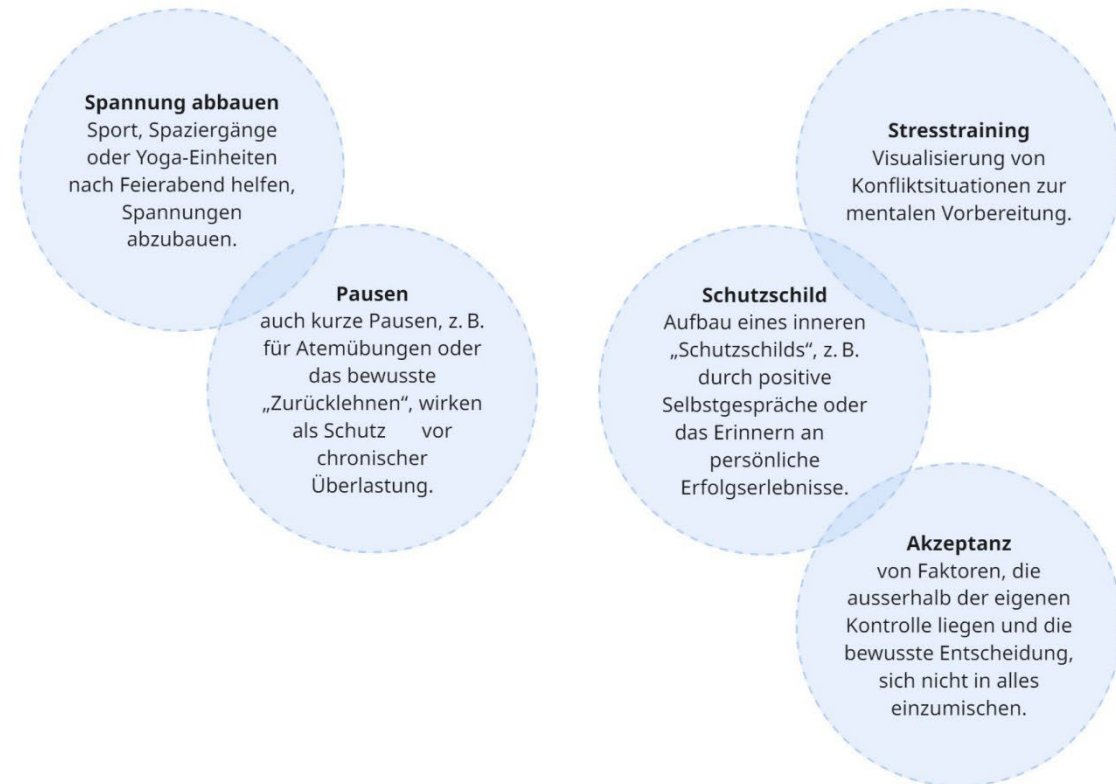 Spannung abbauen
Sport, Spaziergänge
oder Yoga-Einheiten
nach Feierabend helfen,
Spannungen
abzubauen.
Pausen
auch kurze Pausen, z. B.
für Atemübungen oder
das bewusste
„Zurücklehnen“, wirken
als Schutz vor
chronischer
Überlastung.
Stresstraining
Visualisierung von
Konfliktsituationen zur
mentalen Vorbereitung.
Schutzschild
Aufbau eines inneren
„Schutzschilds“, z. B.
durch positive
Selbstgespräche oder
das Erinnern an
persönliche
Erfolgserlebnisse.
Akzeptanz
von Faktoren, die
ausserhalb der eigenen
Kontrolle liegen und die
bewusste Entscheidung,
sich nicht in alles
einzumischen.